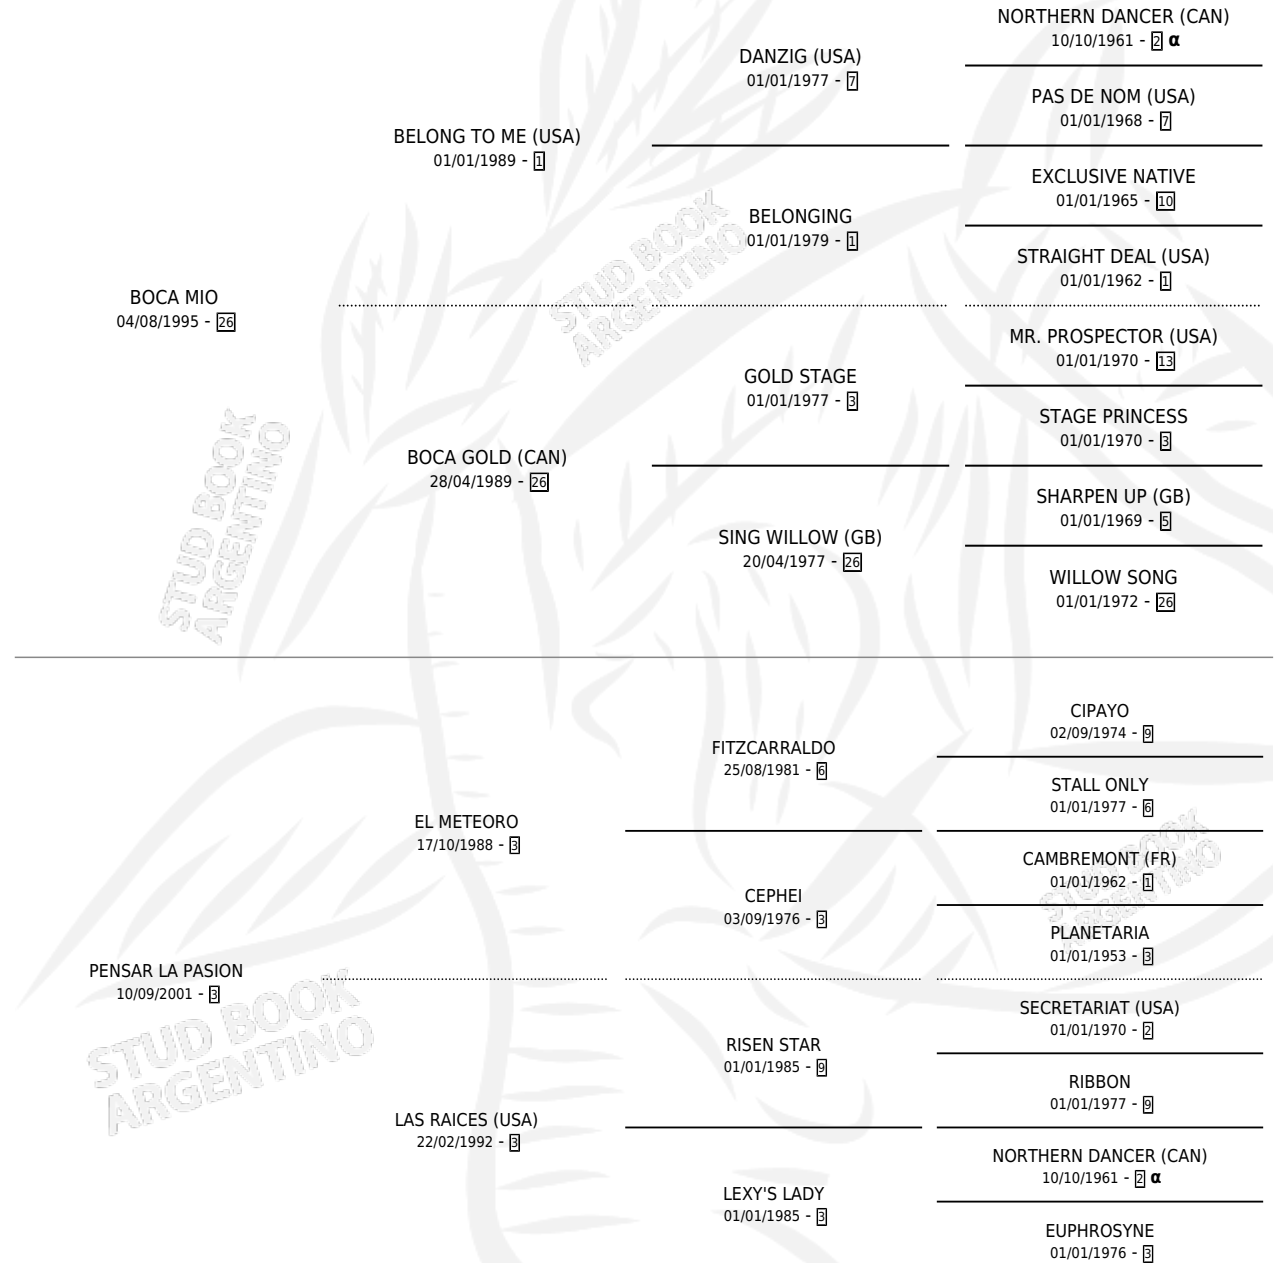 NORTHERN DANCER (CAN)
10/10/1961 - 2 α
DANZIG (USA)
01/01/1977 - 7
PAS DE NOM (USA)
01/01/1968 - 7
BELONG TO ME (USA)
01/01/1989 - 1
EXCLUSIVE NATIVE
01/01/1965 - 10
BELONGING
01/01/1979 - 1
STRAIGHT DEAL (USA)
01/01/1962 - 1
BOCA MIO
04/08/1995 - 26
MR. PROSPECTOR (USA)
01/01/1970 - 13
GOLD STAGE
01/01/1977 - 3
STAGE PRINCESS
01/01/1970 - 3
BOCA GOLD (CAN)
28/04/1989 - 26
SHARPEN UP (GB)
01/01/1969 - 5
SING WILLOW (GB)
20/04/1977 - 26
WILLOW SONG
01/01/1972 - 26
CIPAYO
02/09/1974 - 9
FITZCARRALDO
25/08/1981 - 6
STALL ONLY
01/01/1977 - 6
EL METEORO
17/10/1988 - 3
CAMBREMONT (FR)
01/01/1962 - 1
CEPHEI
03/09/1976 - 3
PLANETARIA
01/01/1953 - 3
PENSAR LA PASION
10/09/2001 - 3
SECRETARIAT (USA)
01/01/1970 - 2
RISEN STAR
01/01/1985 - 9
RIBBON
01/01/1977 - 9
LAS RAICES (USA)
22/02/1992 - 3
NORTHERN DANCER (CAN)
10/10/1961 - 2 α
LEXY'S LADY
01/01/1985 - 3
EUPHROSYNE
01/01/1976 - 3
STUD BOOK
ARGENTINO
STUD BOOK
ARGENTINO
STUD BOOK
ARGENTINO
STUD BOOK
ARGENTINO